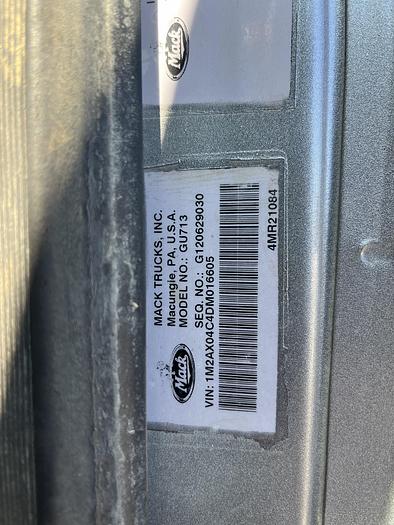 Mack
MACK TRUCKS, INC.
Macungie, PA, U.S.A.
MODEL NO.: GU713
SEQ. NO.: G120629030
Mack
VIN: 1M2AX04C4DM016605
4MR21084